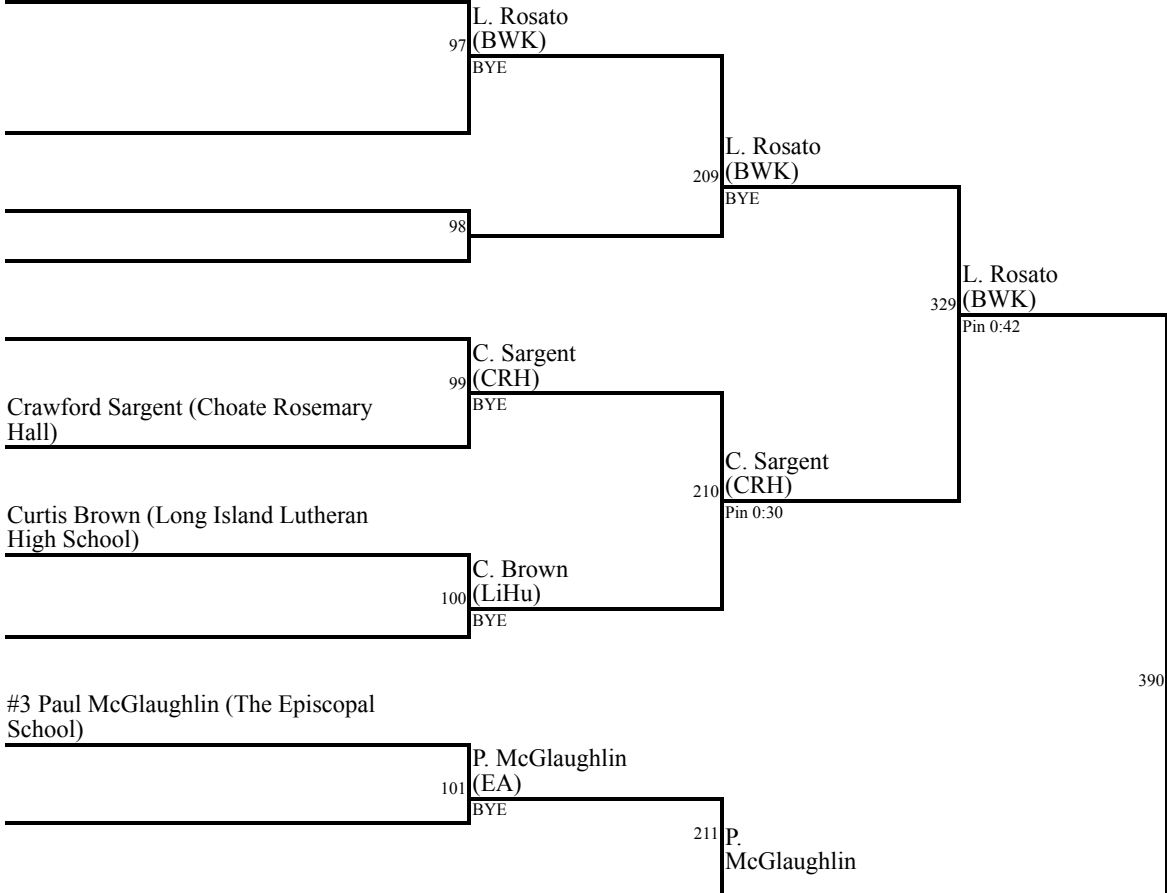 L. Rosato
97 (BWK)
BYE
L. Rosato
209 (BWK)
BYE
98
L. Rosato
329 (BWK)
Pin 0:42
C. Sargent
99 (CRH)
BYE
Crawford Sargent (Choate Rosemary
Hall)
C. Sargent
210 (CRH)
Pin 0:30
Curtis Brown (Long Island Lutheran
High School)
C. Brown
100 (LiHu)
BYE
390
#3 Paul McGlaughlin (The Episcopal
School)
P. McGlaughlin
101 (EA)
BYE
211 P.
McGlaughlin